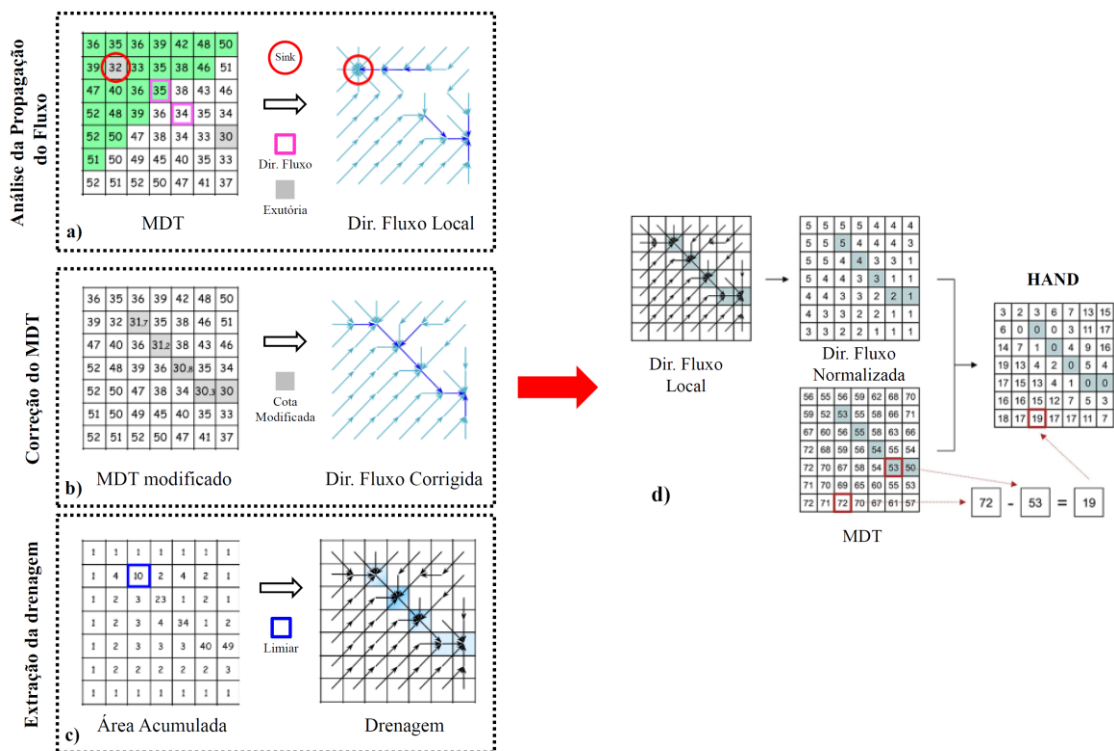 Análise da Propagação do Fluxo
36 35 36 39 42 48 50
39 32 33 35 38 46 51
47 40 36 35 38 43 46
52 48 39 36 34 35 34
52 50 47 38 34 33 30
51 50 49 45 40 35 33
52 51 52 50 47 41 37
a)
MDT
Sink
Dir. Fluxo
Exutória
Dir. Fluxo Local
Correção do MDT
36 35 36 39 42 48 50
39 32 31,7 35 38 46 51
47 40 36 31,2 38 43 46
52 48 39 36 30,8 35 34
52 50 47 38 34 30,3 30
51 50 49 45 40 35 33
52 51 52 50 47 41 37
b)
MDT modificado
Cota
Modificada
Dir. Fluxo Corrigida
Extração da drenagem
1 1 1 1 1 1 1
1 4 10 2 4 2 1
1 2 3 23 1 2 1
1 2 3 4 34 1 2
1 2 3 3 3 40 49
1 2 2 2 2 2 3
1 1 1 1 1 1 1
c)
Área Acumulada
Limiar
Drenagem
d)
Dir. Fluxo
Local
5 5 5 5 4 4 4
5 5 5 4 4 4 3
5 5 4 4 3 3 1
5 4 4 3 3 1 1
4 4 3 3 2 2 1
4 3 3 2 2 1 1
3 3 2 2 1 1 1
Dir. Fluxo
Normalizada
56 55 56 59 62 68 70
59 52 53 55 58 66 71
67 60 56 55 58 63 66
72 68 59 56 54 55 54
72 70 67 58 54 53 50
71 70 69 65 60 55 53
72 71 72 70 67 61 57
MDT
HAND
3 2 3 6 7 13 15
6 0 0 3 3 11 17
14 7 1 0 4 9 16
19 13 4 2 0 5 4
17 15 13 4 1 0 0
16 16 15 12 7 5 3
18 17 19 17 17 11 7
72 - 53 = 19